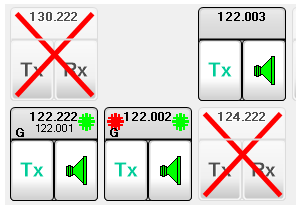 130.222
Tx Rx
122.003
Tx
122.222
122.001
G
Tx
122.002
G
Tx
124.222
Tx Rx